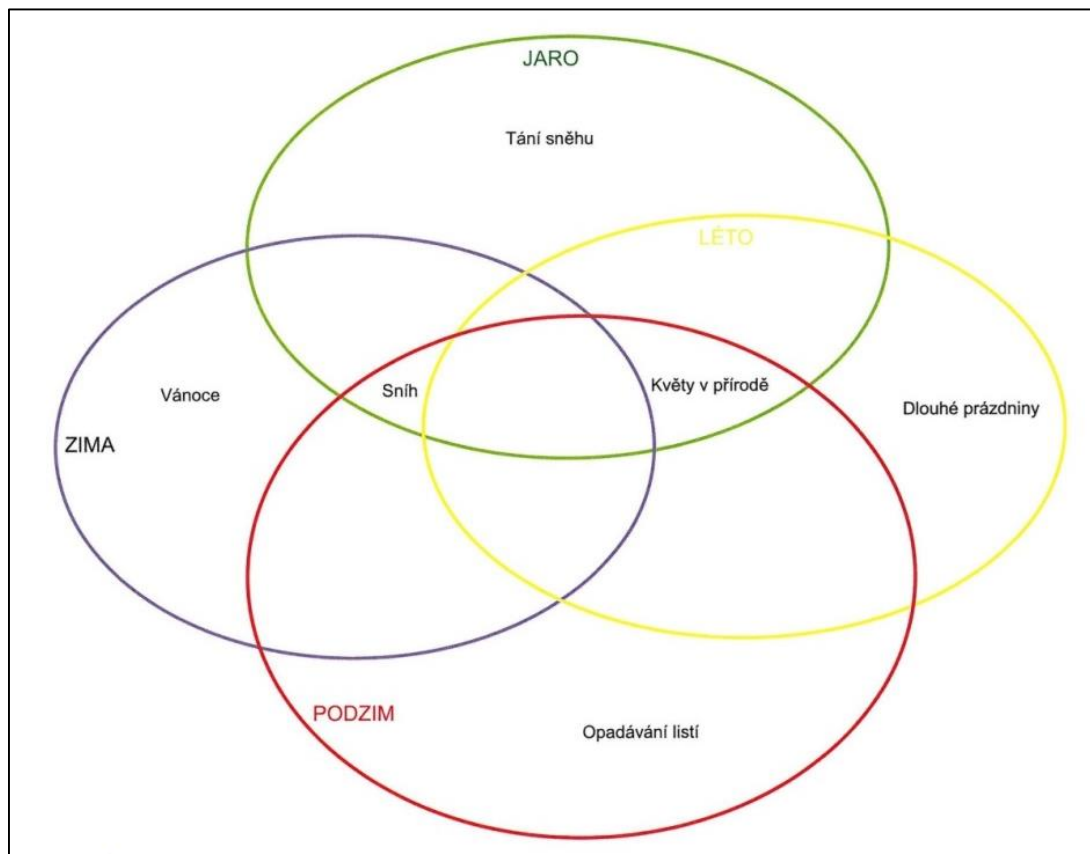 JARO
Tání sněhu
LÉTO
Sníh
Květy v přírodě
Vánoce
Dlouhé prázdniny
ZIMA
PODZIM
Opadávání listí